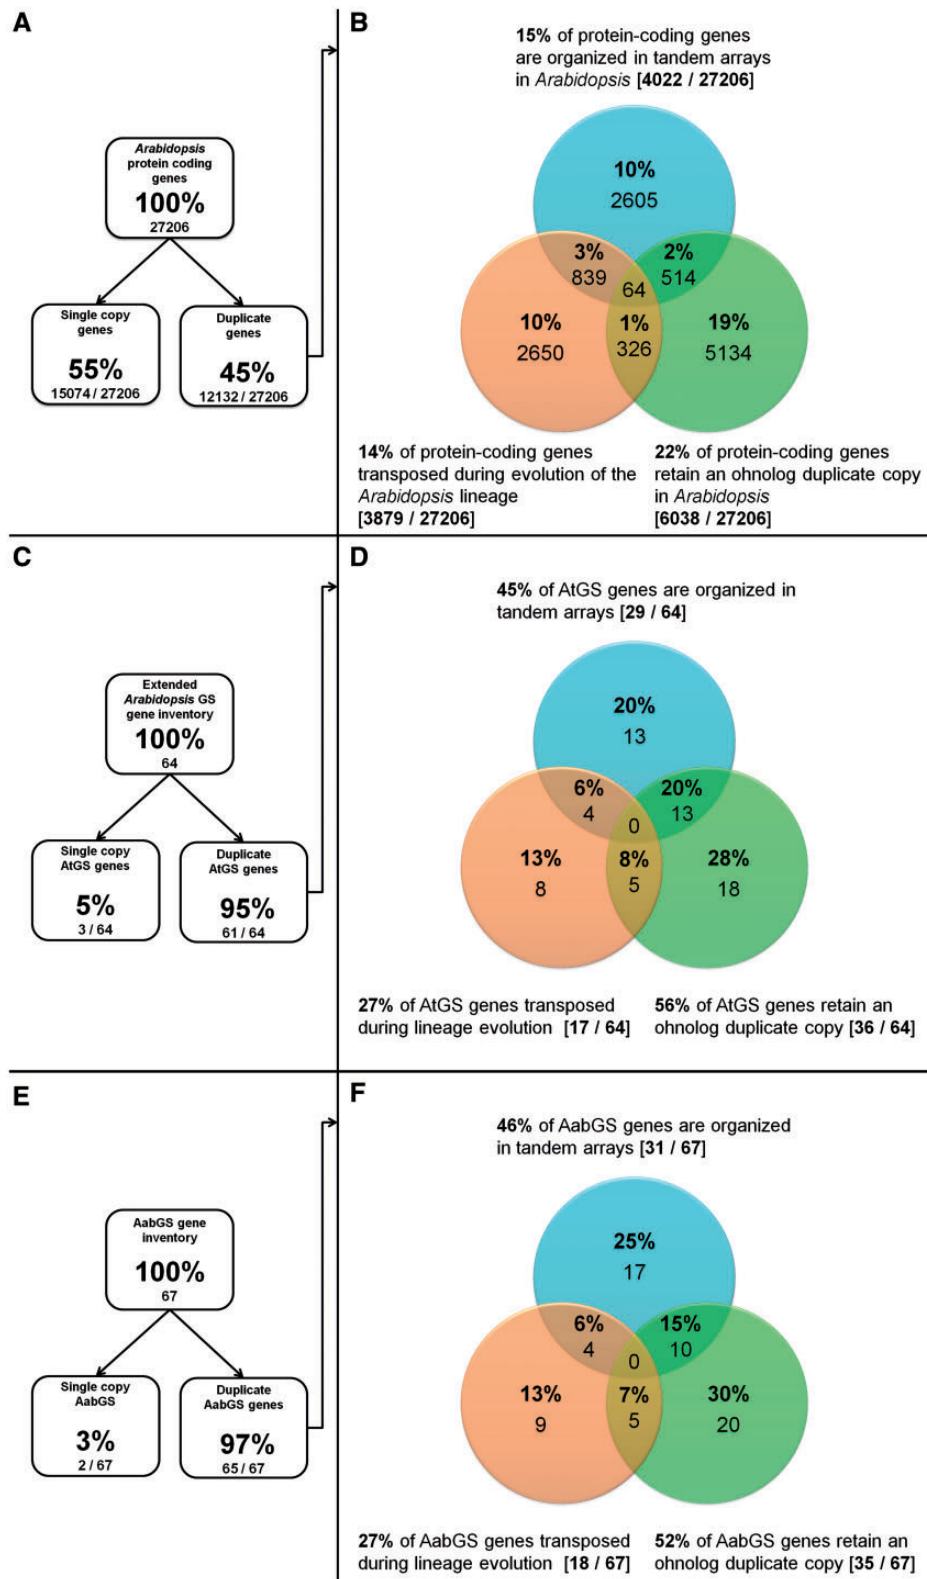 A
Arabidopsis
protein coding
genes
100%
27206
Single copy
genes
55%
15074 / 27206
Duplicate
genes
45%
12132 / 27206
B
15% of protein-coding genes
are organized in tandem arrays
in Arabidopsis [4022 / 27206]
10%
2605
3%
839
2%
514
64
10%
2650
1%
326
19%
5134
14% of protein-coding genes
transposed during evolution of the
Arabidopsis lineage
[3879 / 27206]
22% of protein-coding genes
retain an ohnolog duplicate copy
in Arabidopsis
[6038 / 27206]
C
Extended
Arabidopsis GS
gene inventory
100%
64
Single copy
AtGS genes
5%
3 / 64
Duplicate
AtGS genes
95%
61 / 64
D
45% of AtGS genes are organized in
tandem arrays [29 / 64]
20%
13
6%
4
20%
13
0
13%
8
8%
5
28%
18
27% of AtGS genes transposed
during lineage evolution [17 / 64]
56% of AtGS genes retain an
ohnolog duplicate copy [36 / 64]
E
AabGS gene
inventory
100%
67
Single copy
AabGS
3%
2 / 67
Duplicate
AabGS genes
97%
65 / 67
F
46% of AabGS genes are organized
in tandem arrays [31 / 67]
25%
17
6%
4
15%
10
0
13%
9
7%
5
30%
20
27% of AabGS genes transposed
during lineage evolution [18 / 67]
52% of AabGS genes retain an
ohnolog duplicate copy [35 / 67]